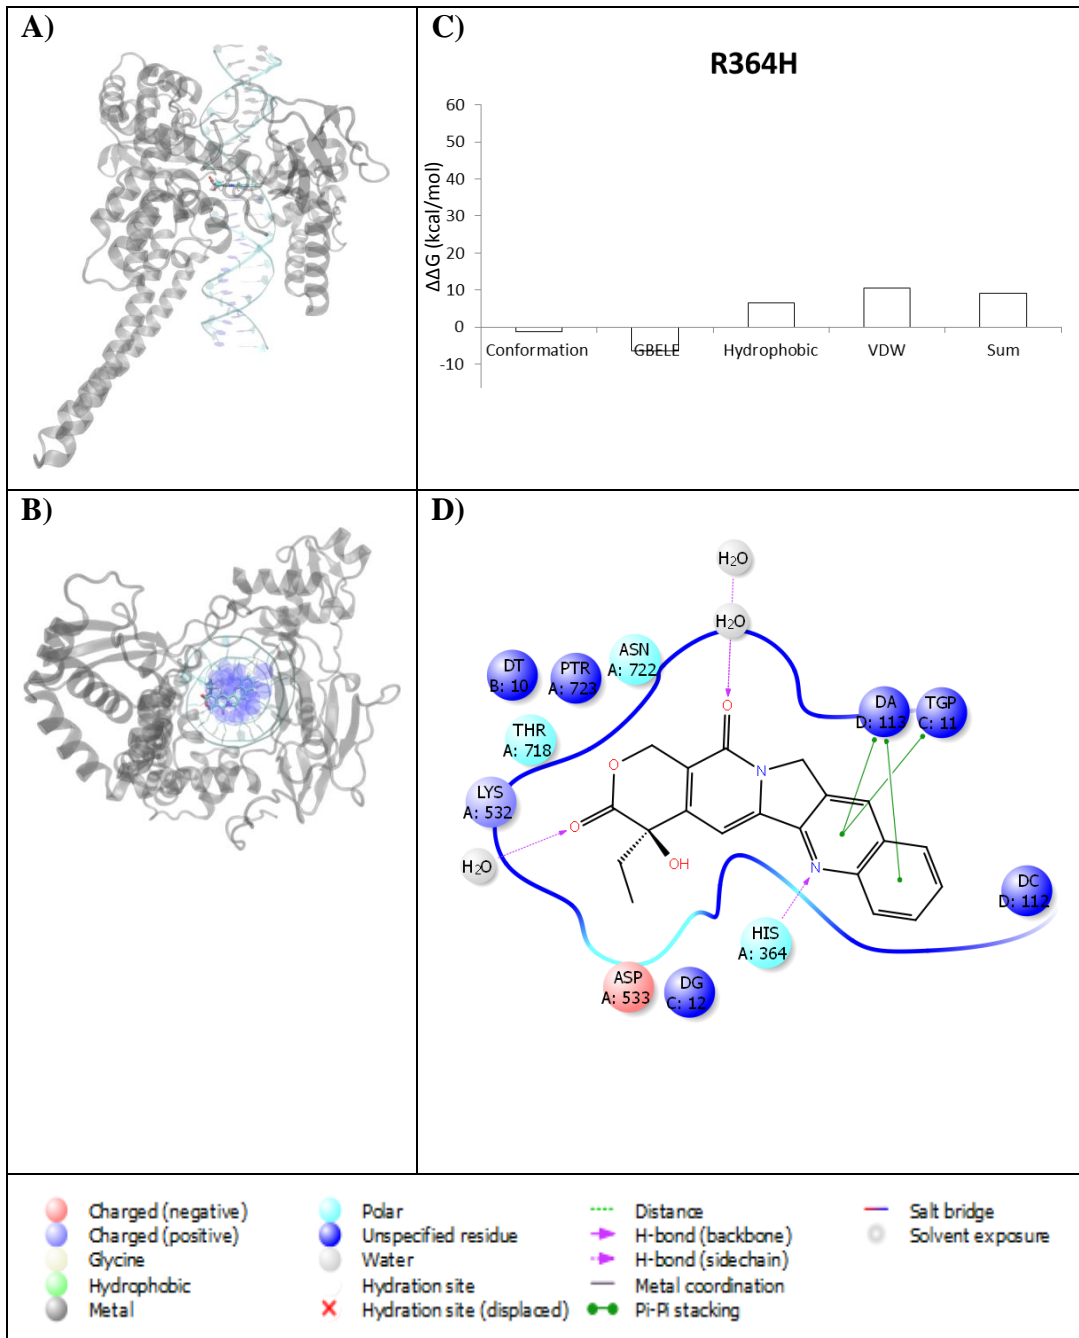 A)
C)
R364H
ΔΔG (kcal/mol)
60
50
40
30
20
10
0
-10
Conformation GBELE Hydrophobic VDW Sum
B)
D)
H2O
H2O
ASN
A: 722
DT
B: 10
PTR
A: 723
THR
A: 718
DA
D: 113
TGP
C: 11
LYS
A: 532
H2O
O
O
O
N
N
OH
HIS
A: 364
DC
D: 112
ASP
A: 533
DG
C: 12
Charged (negative)
Charged (positive)
Glycine
Hydrophobic
Metal
Polar
Unspecified residue
Water
Hydration site
Hydration site (displaced)
Distance
H-bond (backbone)
H-bond (sidechain)
Metal coordination
Pi-Pi stacking
Salt bridge
Solvent exposure